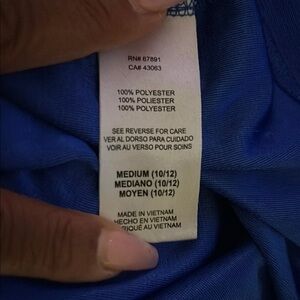 RN# 87891
CA# 43063
100% POLYESTER
100% POLIESTER
100% POLYESTER
SEE REVERSE FOR CARE
VER AL DORSO PARA CUIDADO
VOIR AU VERSO POUR SOINS
MEDIUM (10/12)
MEDIANO (10/12)
MOYEN (10/12)
MADE IN VIETNAM
HECHO EN VIETNAM
RIQUÉ AU VIETNAM